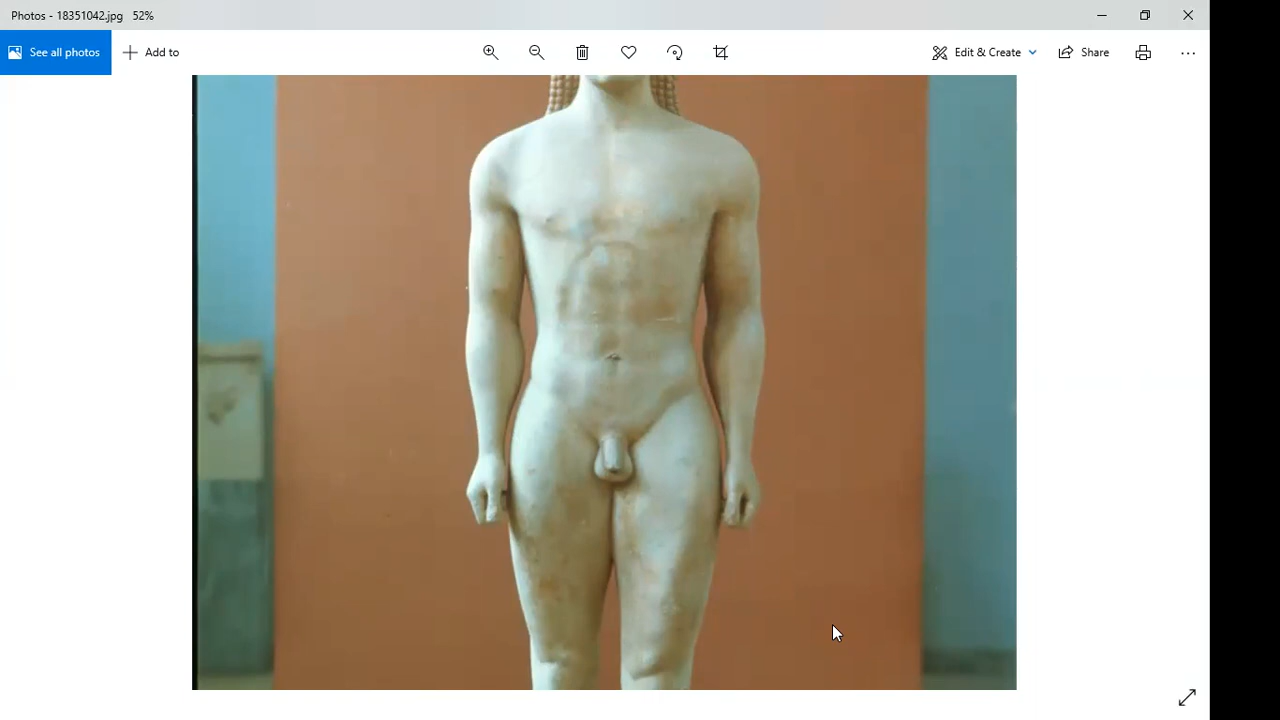 Photos - 18351042.jpg   52%
See all photos
Add to
Edit & Create
Share